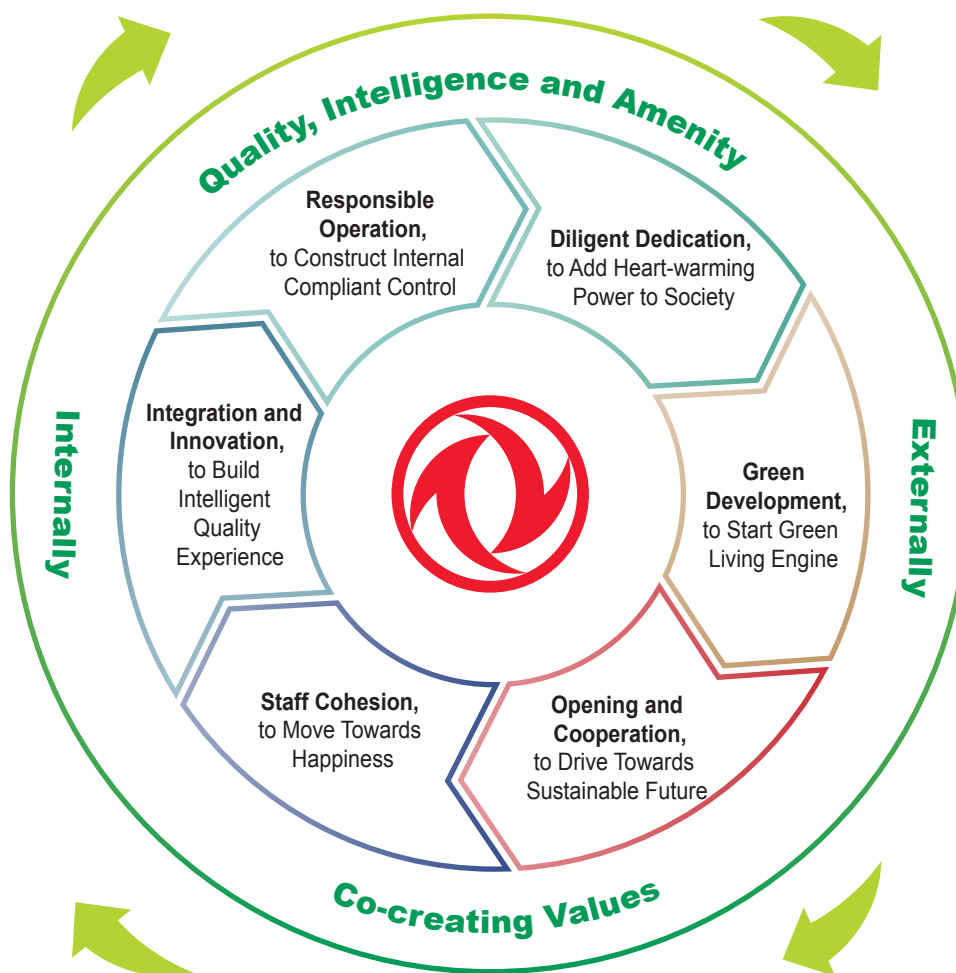 Quality, Intelligence and Amenity
Responsible
Operation,
to Construct Internal
Compliant Control
Diligent Dedication,
to Add Heart-warming
Power to Society
Integration and
Innovation,
to Build
Intelligent
Quality
Experience
Internally
Green
Development,
to Start Green
Living Engine
Externally
Staff Cohesion,
to Move Towards
Happiness
Opening and
Cooperation,
to Drive Towards
Sustainable Future
Co-creating Values